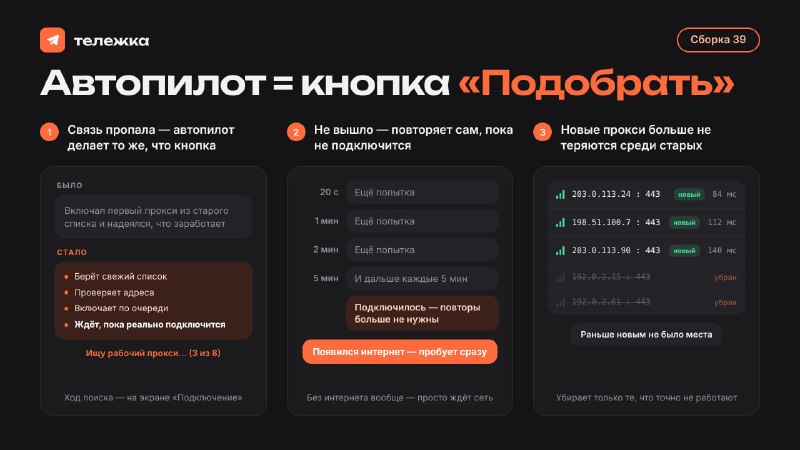 тележка
Сборка 39
Автопилот = кнопка «Подобрать»
1
Связь пропала — автопилот
делает то же, что кнопка
БЫЛО
Включал первый прокси из старого
списка и надеялся, что заработает
СТАЛО
Берёт свежий список
Проверяет адреса
Включает по очереди
Ждёт, пока реально подключится
Ищу рабочий прокси... (3 из 8)
Ход поиска — на экране «Подключение»
2
Не вышло — повторяет сам, пока
не подключится
20 с Ещё попытка
1 мин Ещё попытка
2 мин Ещё попытка
5 мин И дальше каждые 5 мин
Подключилось — повторы
больше не нужны
Появился интернет — пробует сразу
Без интернета вообще — просто ждёт сеть
3
Новые прокси больше не
теряются среди старых
203.0.113.24 : 443 новый 84 мс
198.51.100.7 : 443 новый 112 мс
203.0.113.90 : 443 новый 140 мс
192.0.2.15 : 443 убран
192.0.2.61 : 443 убран
Раньше новым не было места
Убирает только те, что точно не работают